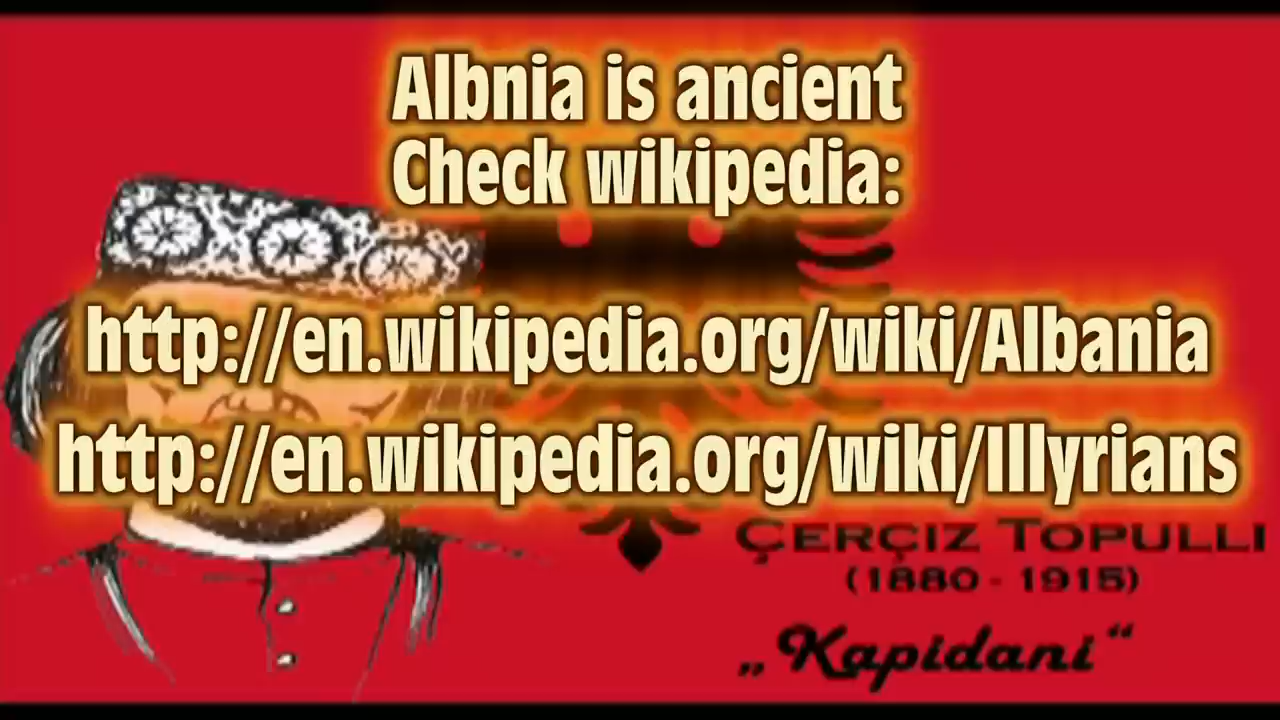 Albnia is ancient
Check wikipedia:
http://en.wikipedia.org/wiki/Albania
http://en.wikipedia.org/wiki/Illyrians
ÇERÇIZ TOPULLI
(1880 - 1915)
„Kapidani“